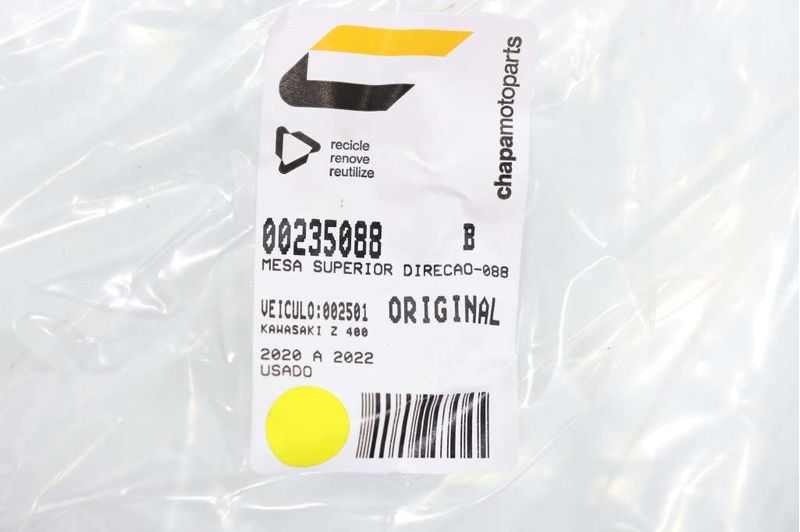 chapamotoparts
recicle
renove
reutilize
00235088 B
MESA SUPERIOR DIRECAO-088
VEICULO:002501 ORIGINAL
KAWASAKI Z 400
2020 A 2022
USADO